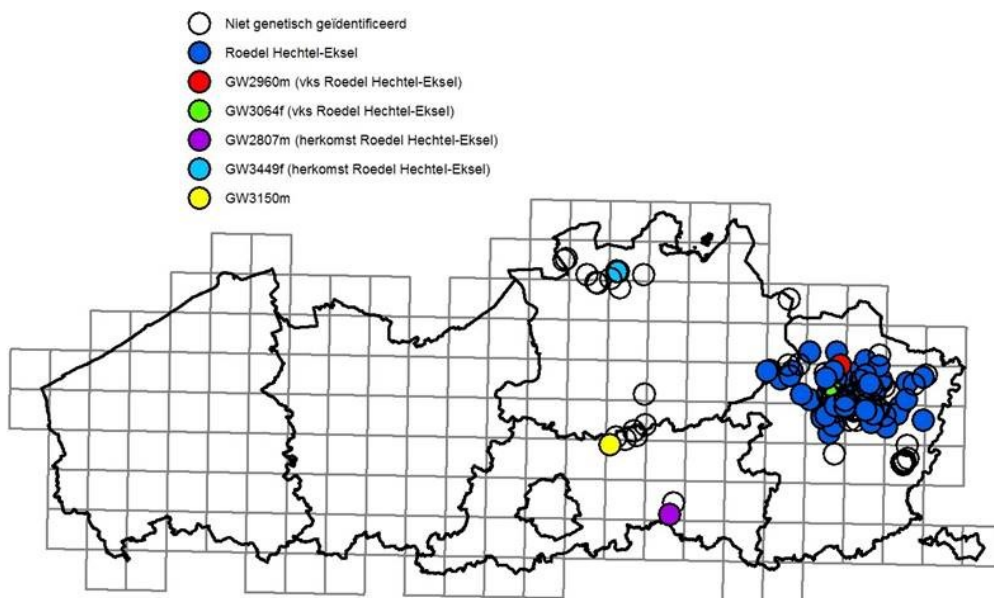 Niet genetisch geïdentificeerd
Roedel Hechtel-Eksel
GW2960m (vks Roedel Hechtel-Eksel)
GW3064f (vks Roedel Hechtel-Eksel)
GW2807m (herkomst Roedel Hechtel-Eksel)
GW3449f (herkomst Roedel Hechtel-Eksel)
GW3150m